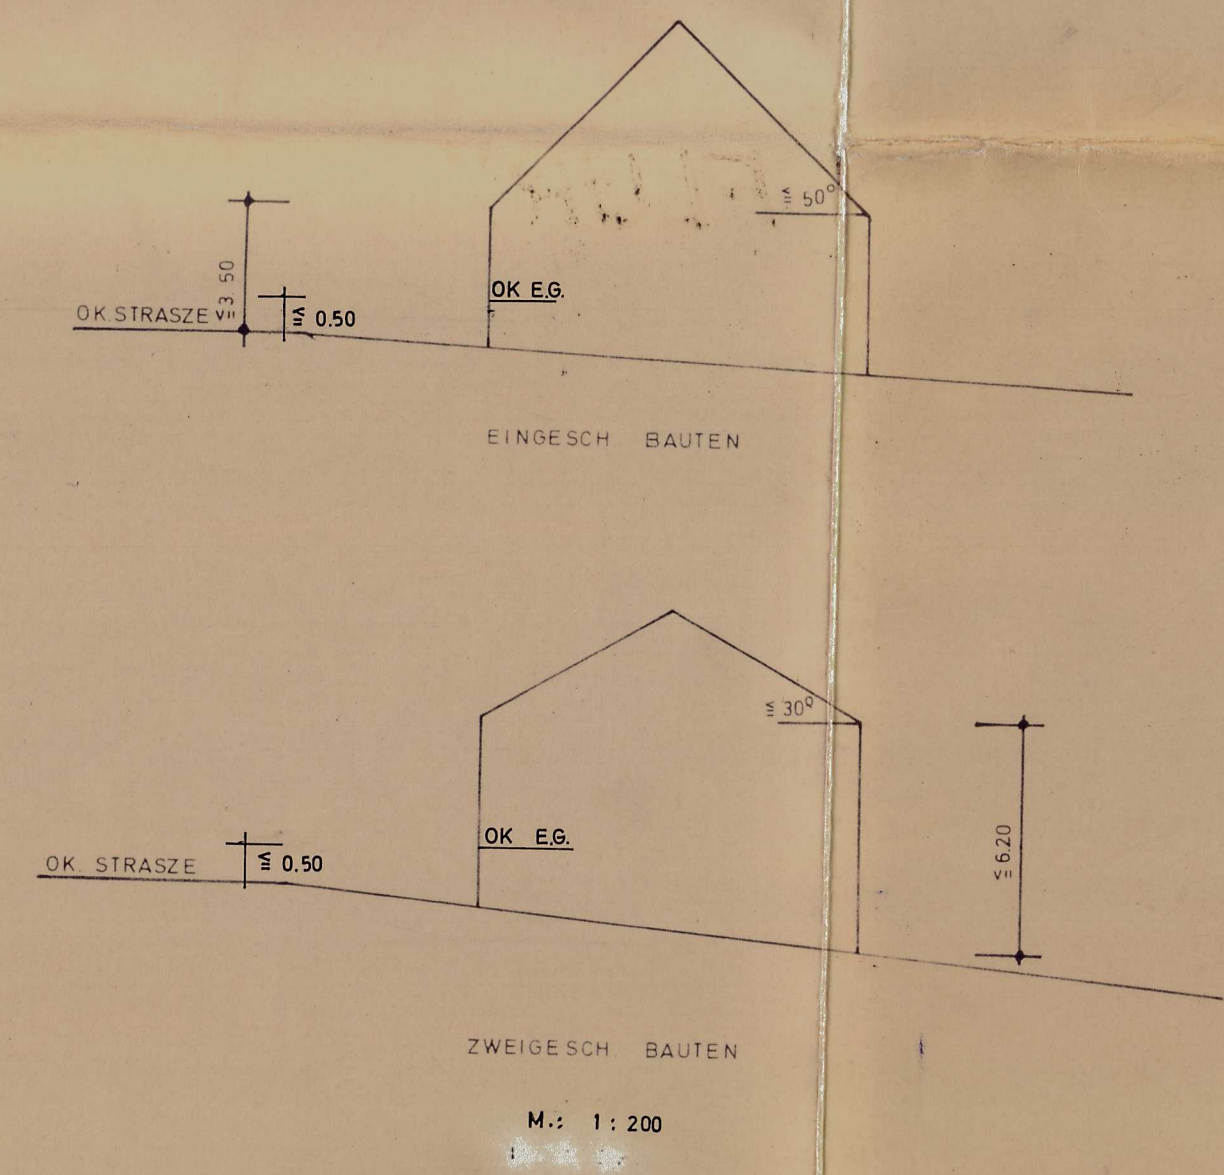 ≦ 50°
≦ 3 50
OK E.G.
OK. STRASZE
≦ 0.50
EINGESCH BAUTEN
≦ 30°
OK E.G.
≦ 6.20
OK. STRASZE
≦ 0.50
ZWEIGESCH. BAUTEN
M.: 1 : 200